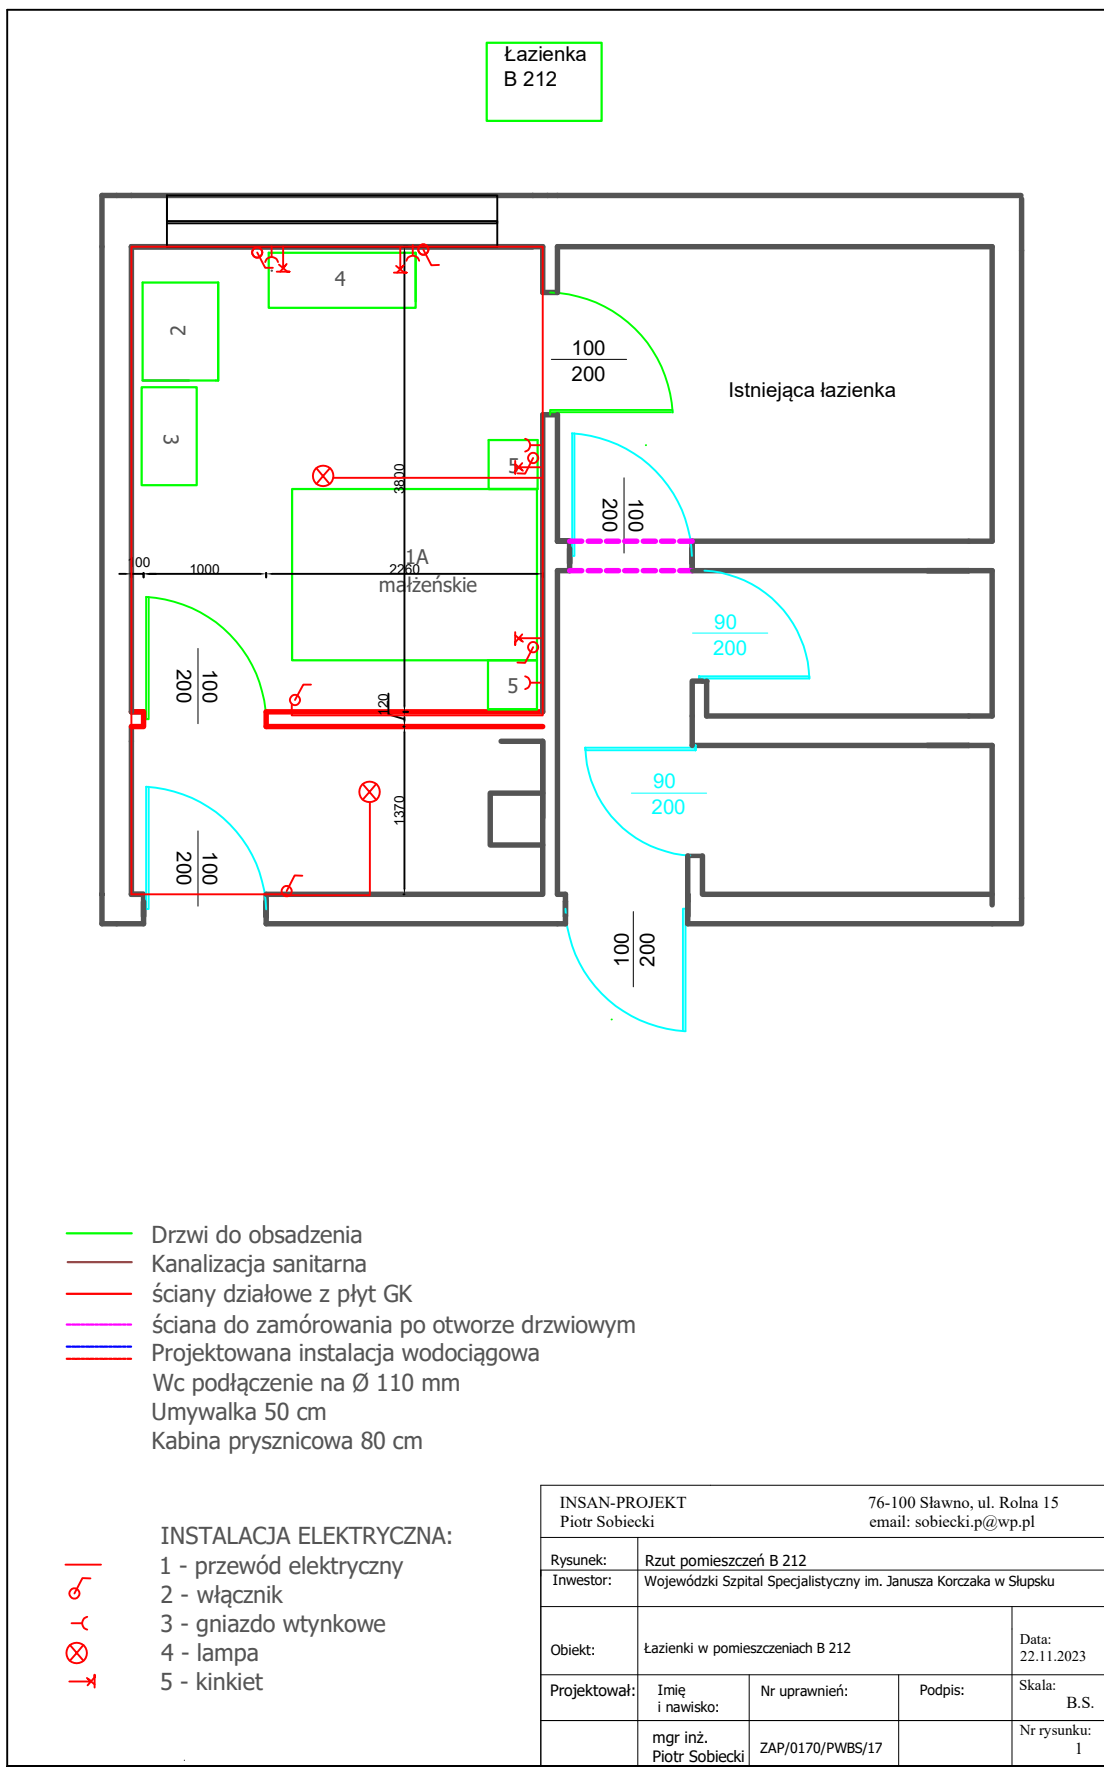 Łazienka
B 212
4
2
3
100
200
Istniejąca łazienka
5
3800
100
200
100
1000
2260
1A
małżeńskie
90
200
100
200
5
120
90
200
1370
100
200
100
200
Drzwi do obsadzenia
Kanalizacja sanitarna
ściany działowe z płyt GK
ściana do zamórowania po otworze drzwiowym
Projektowana instalacja wodociągowa
Wc podłączenie na Ø 110 mm
Umywalka 50 cm
Kabina prysznicowa 80 cm
INSTALACJA ELEKTRYCZNA:
1 - przewód elektryczny
2 - włącznik
3 - gniazdo wtynkowe
4 - lampa
5 - kinkiet
INSAN-PROJEKT 76-100 Sławno, ul. Rolna 15
Piotr Sobiecki email: sobiecki.p@wp.pl
Rysunek: Rzut pomieszczeń B 212
Inwestor: Wojewódzki Szpital Specjalistyczny im. Janusza Korczaka w Słupsku
Obiekt: Łazienki w pomieszczeniach B 212
Data:
22.11.2023
Projektował: Imię
i nawisko:
Nr uprawnień:
Podpis:
Skala:
B.S.
mgr inż.
Piotr Sobiecki
ZAP/0170/PWBS/17
Nr rysunku:
1